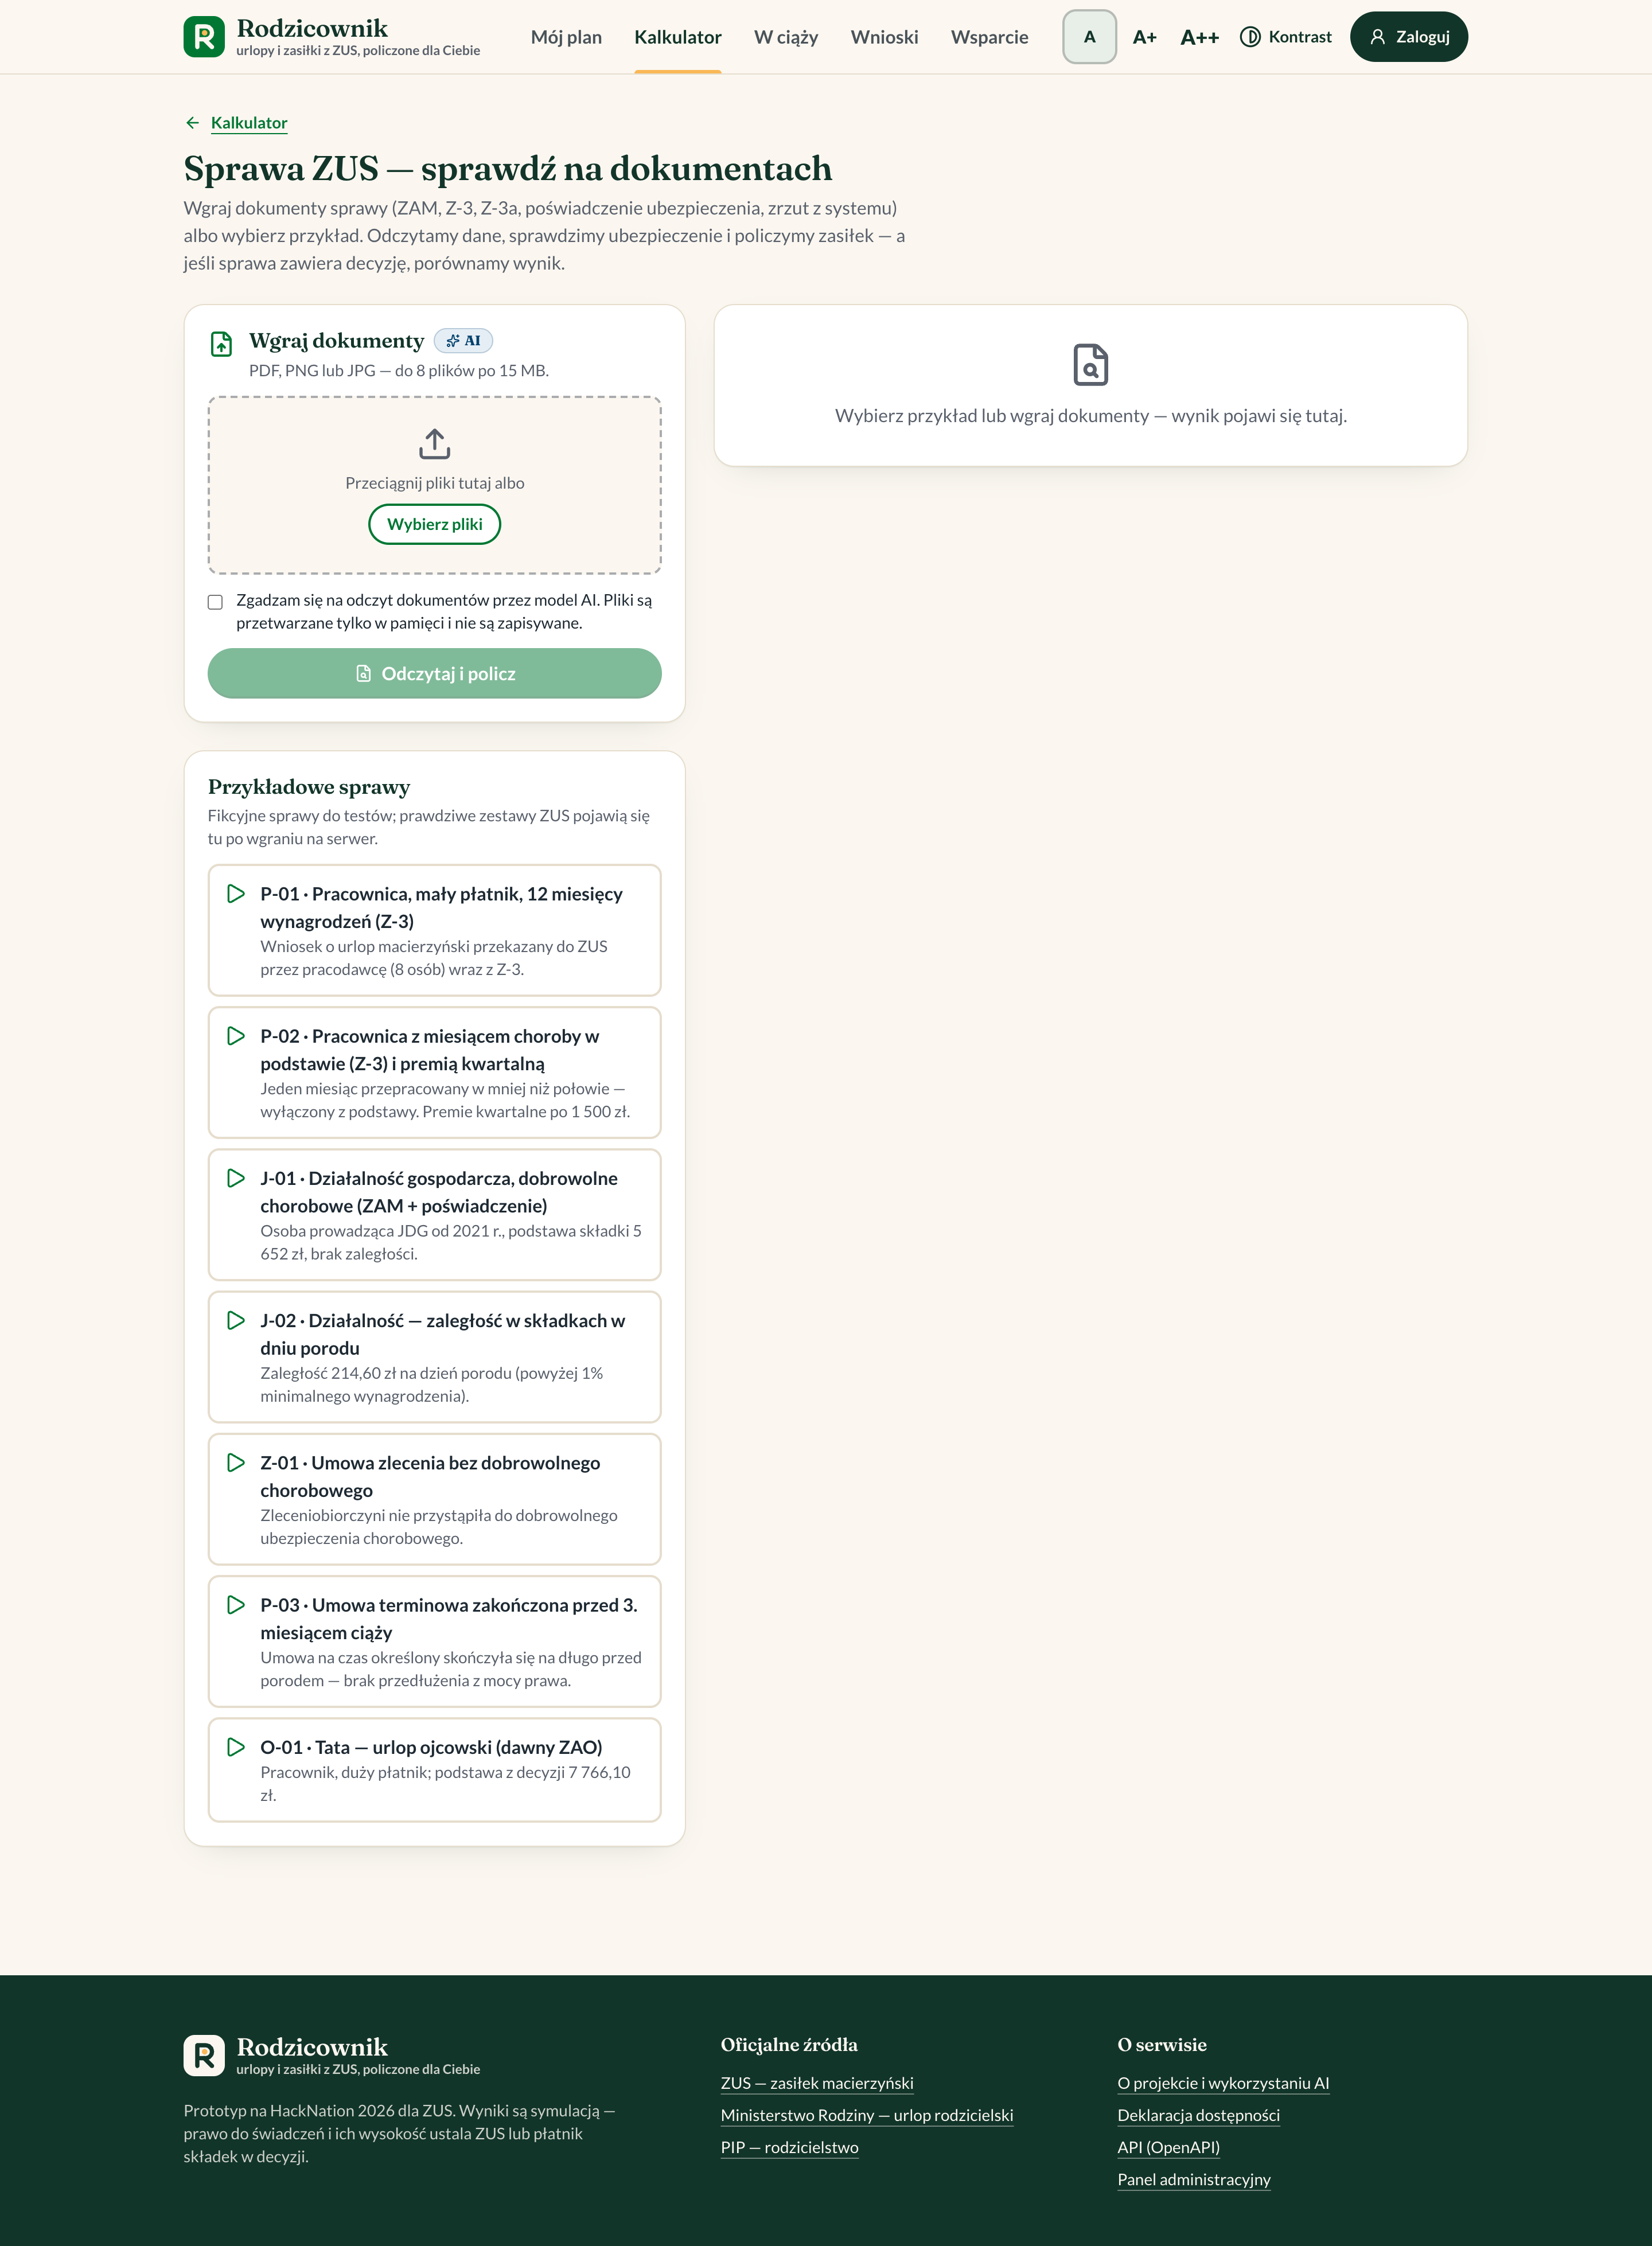 Rodzicownik
urlopy i zasiłki z ZUS, policzone dla Ciebie
Mój plan
Kalkulator
W ciąży
Wnioski
Wsparcie
A
A+
A++
Kontrast
Zaloguj
Kalkulator
Sprawa ZUS — sprawdź na dokumentach
Wgraj dokumenty sprawy (ZAM, Z-3, Z-3a, poświadczenie ubezpieczenia, zrzut z systemu)
albo wybierz przykład. Odczytamy dane, sprawdzimy ubezpieczenie i policzymy zasiłek — a
jeśli sprawa zawiera decyzję, porównamy wynik.
Wgraj dokumenty
AI
PDF, PNG lub JPG — do 8 plików po 15 MB.
Przeciągnij pliki tutaj albo
Wybierz pliki
Zgadzam się na odczyt dokumentów przez model AI. Pliki są
przetwarzane tylko w pamięci i nie są zapisywane.
Odczytaj i policz
Wybierz przykład lub wgraj dokumenty — wynik pojawi się tutaj.
Przykładowe sprawy
Fikcyjne sprawy do testów; prawdziwe zestawy ZUS pojawią się
tu po wgraniu na serwer.
P-01 · Pracownica, mały płatnik, 12 miesięcy
wynagrodzeń (Z-3)
Wniosek o urlop macierzyński przekazany do ZUS
przez pracodawcę (8 osób) wraz z Z-3.
P-02 · Pracownica z miesiącem choroby w
podstawie (Z-3) i premią kwartalną
Jeden miesiąc przepracowany w mniej niż połowie —
wyłączony z podstawy. Premie kwartalne po 1 500 zł.
J-01 · Działalność gospodarcza, dobrowolne
chorobowe (ZAM + poświadczenie)
Osoba prowadząca JDG od 2021 r., podstawa składki 5
652 zł, brak zaległości.
J-02 · Działalność — zaległość w składkach w
dniu porodu
Zaległość 214,60 zł na dzień porodu (powyżej 1%
minimalnego wynagrodzenia).
Z-01 · Umowa zlecenia bez dobrowolnego
chorobowego
Zleceniobiorczyni nie przystąpiła do dobrowolnego
ubezpieczenia chorobowego.
P-03 · Umowa terminowa zakończona przed 3.
miesiącem ciąży
Umowa na czas określony skończyła się na długo przed
porodem — brak przedłużenia z mocy prawa.
O-01 · Tata — urlop ojcowski (dawny ZAO)
Pracownik, duży płatnik; podstawa z decyzji 7 766,10
zł.
Rodzicownik
urlopy i zasiłki z ZUS, policzone dla Ciebie
Prototyp na HackNation 2026 dla ZUS. Wyniki są symulacją —
prawo do świadczeń i ich wysokość ustala ZUS lub płatnik
składek w decyzji.
Oficjalne źródła
ZUS — zasiłek macierzyński
Ministerstwo Rodziny — urlop rodzicielski
PIP — rodzicielstwo
O serwisie
O projekcie i wykorzystaniu AI
Deklaracja dostępności
API (OpenAPI)
Panel administracyjny